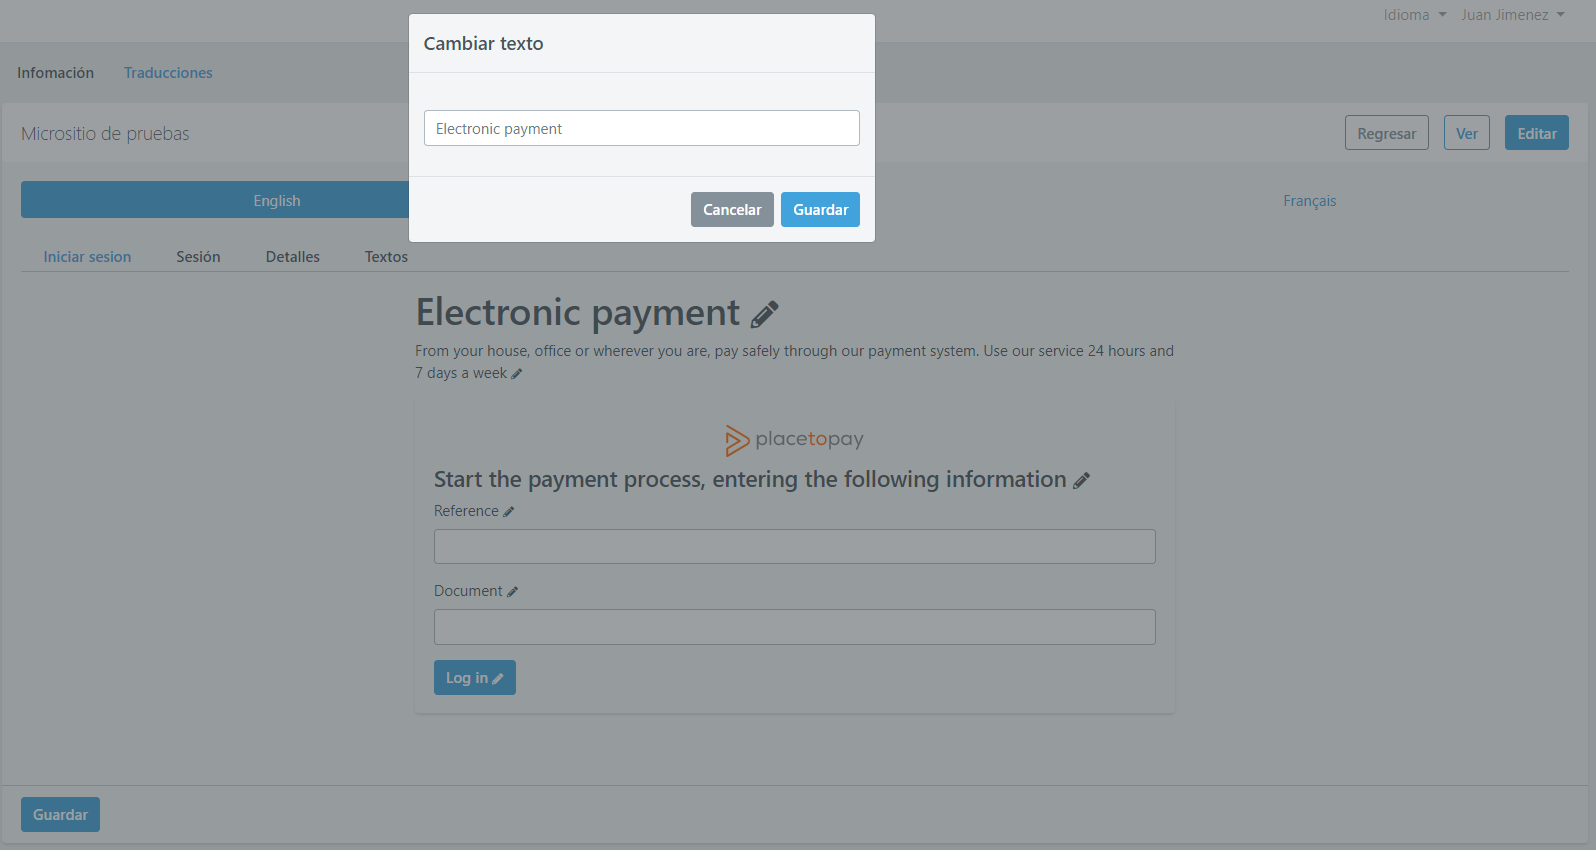 Idioma
Juan Jimenez
Cambiar texto
Infomación
Traducciones
Electronic payment
Micrositio de pruebas
Regresar
Ver
Editar
English
Français
Cancelar
Guardar
Iniciar sesion
Sesión
Detalles
Textos
Electronic payment
From your house, office or wherever you are, pay safely through our payment system. Use our service 24 hours and
7 days a week
placetopay
Start the payment process, entering the following information
Reference
Document
Log in
Guardar